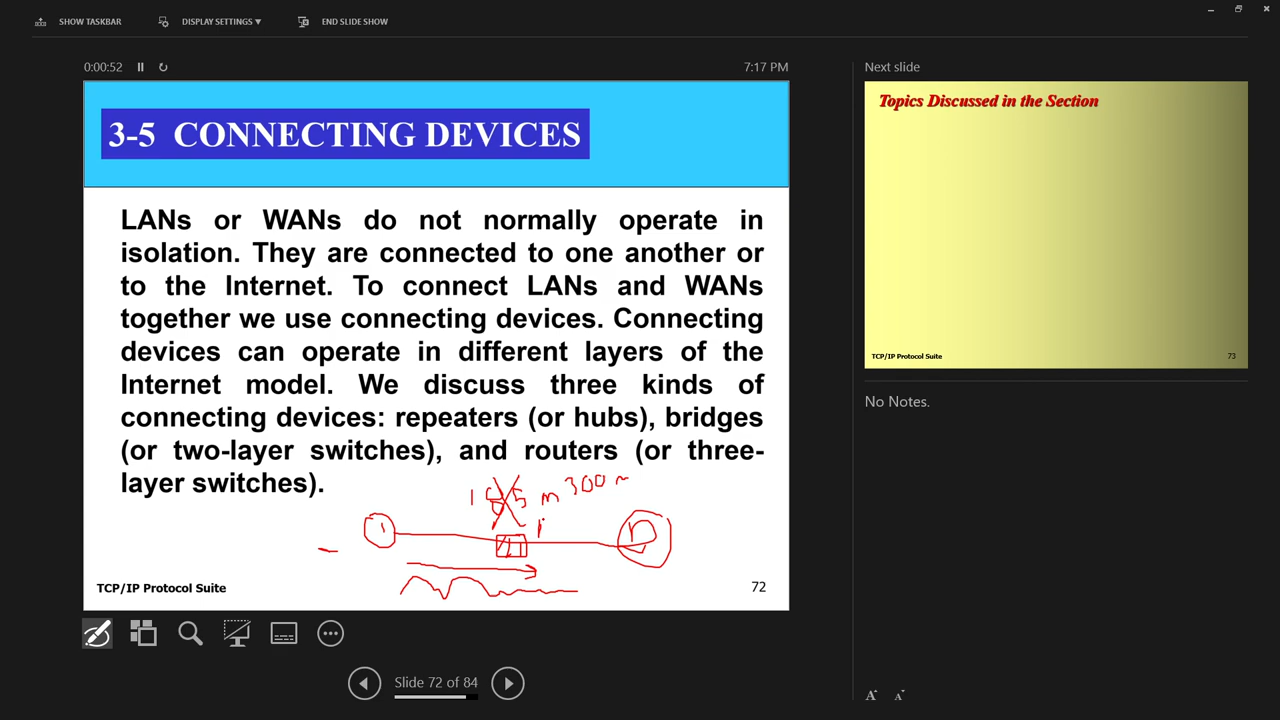 SHOW TASKBAR
DISPLAY SETTINGS ▼
END SLIDE SHOW
0:00:52
7:17 PM
3-5 CONNECTING DEVICES
LANs or WANs do not normally operate in
isolation. They are connected to one another or
to the Internet. To connect LANs and WANs
together we use connecting devices. Connecting
devices can operate in different layers of the
Internet model. We discuss three kinds of
connecting devices: repeaters (or hubs), bridges
(or two-layer switches), and routers (or three-
layer switches).
185 m 300 m
TCP/IP Protocol Suite
72
Slide 72 of 84
Next slide
Topics Discussed in the Section
TCP/IP Protocol Suite
73
No Notes.
A A